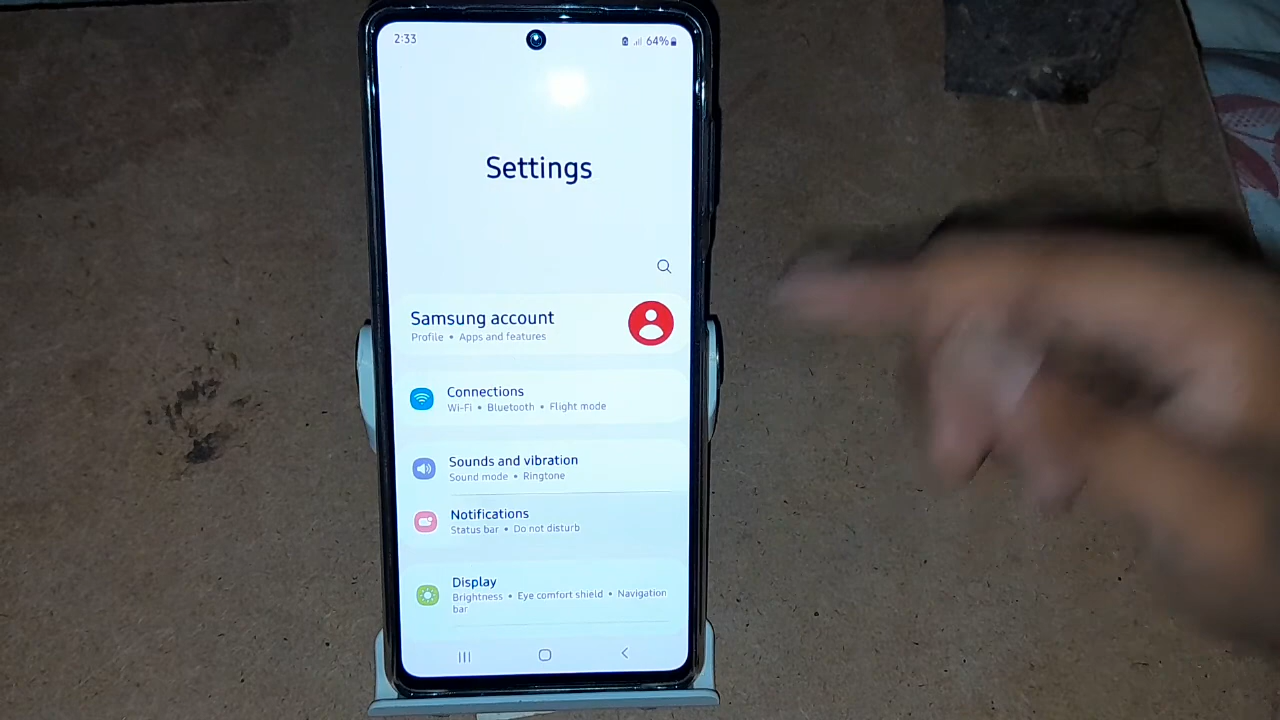 2:33 64%
Settings
Samsung account
Profile • Apps and features
Connections
Wi-Fi • Bluetooth • Flight mode
Sounds and vibration
Sound mode • Ringtone
Notifications
Status bar • Do not disturb
Display
Brightness • Eye comfort shield • Navigation
bar